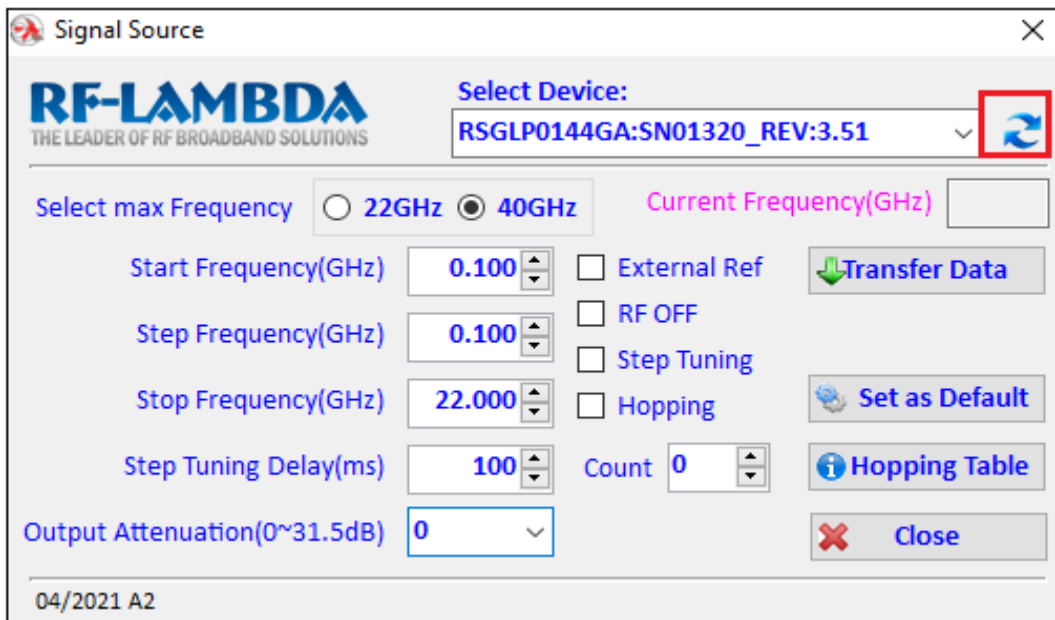 Signal Source
RF-LAMBDA
THE LEADER OF RF BROADBAND SOLUTIONS
Select Device:
RSGLP0144GA:SN01320_REV:3.51
Select max Frequency 22GHz 40GHz Current Frequency(GHz)
Start Frequency(GHz) 0.100 External Ref Transfer Data
RF OFF
Step Frequency(GHz) 0.100
Step Tuning
Stop Frequency(GHz) 22.000 Hopping Set as Default
Step Tuning Delay(ms) 100 Count 0 Hopping Table
Output Attenuation(0~31.5dB) 0 Close
04/2021 A2